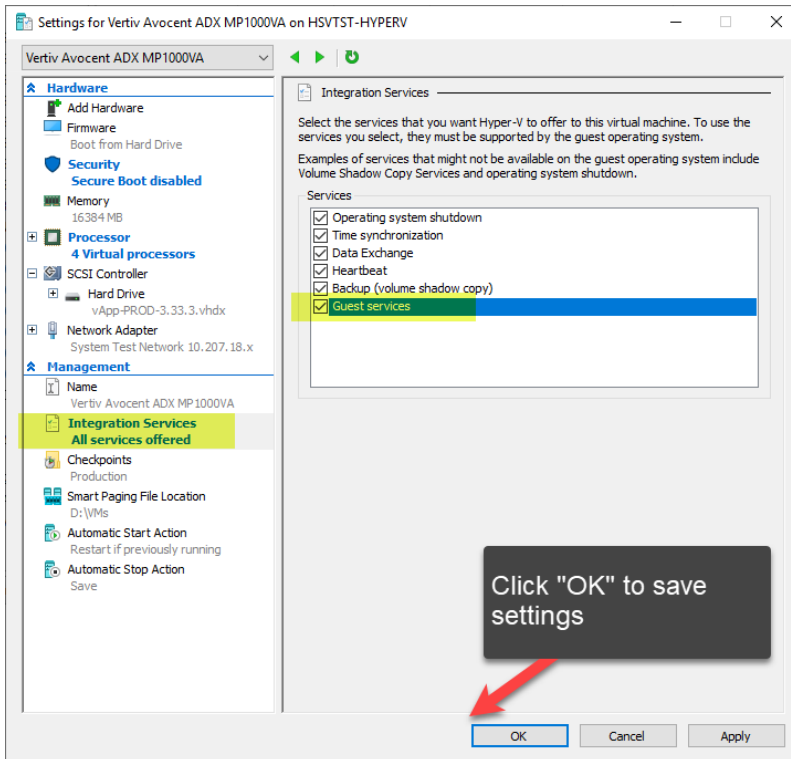 Settings for Vertiv Avocent ADX MP1000VA on HSVTST-HYPERV
Vertiv Avocent ADX MP1000VA
Hardware
Add Hardware
Firmware
Boot from Hard Drive
Security
Secure Boot disabled
Memory
16384 MB
Processor
4 Virtual processors
SCSI Controller
Hard Drive
vApp-PROD-3.33.3.vhdx
Network Adapter
System Test Network 10.207.18.x
Management
Name
Vertiv Avocent ADX MP1000VA
Integration Services
All services offered
Checkpoints
Production
Smart Paging File Location
D:\VMs
Automatic Start Action
Restart if previously running
Automatic Stop Action
Save
Integration Services
Select the services that you want Hyper-V to offer to this virtual machine. To use the
services you select, they must be supported by the guest operating system.
Examples of services that might not be available on the guest operating system include
Volume Shadow Copy Services and operating system shutdown.
Services
Operating system shutdown
Time synchronization
Data Exchange
Heartbeat
Backup (volume shadow copy)
Guest services
Click "OK" to save
settings
OK
Cancel
Apply